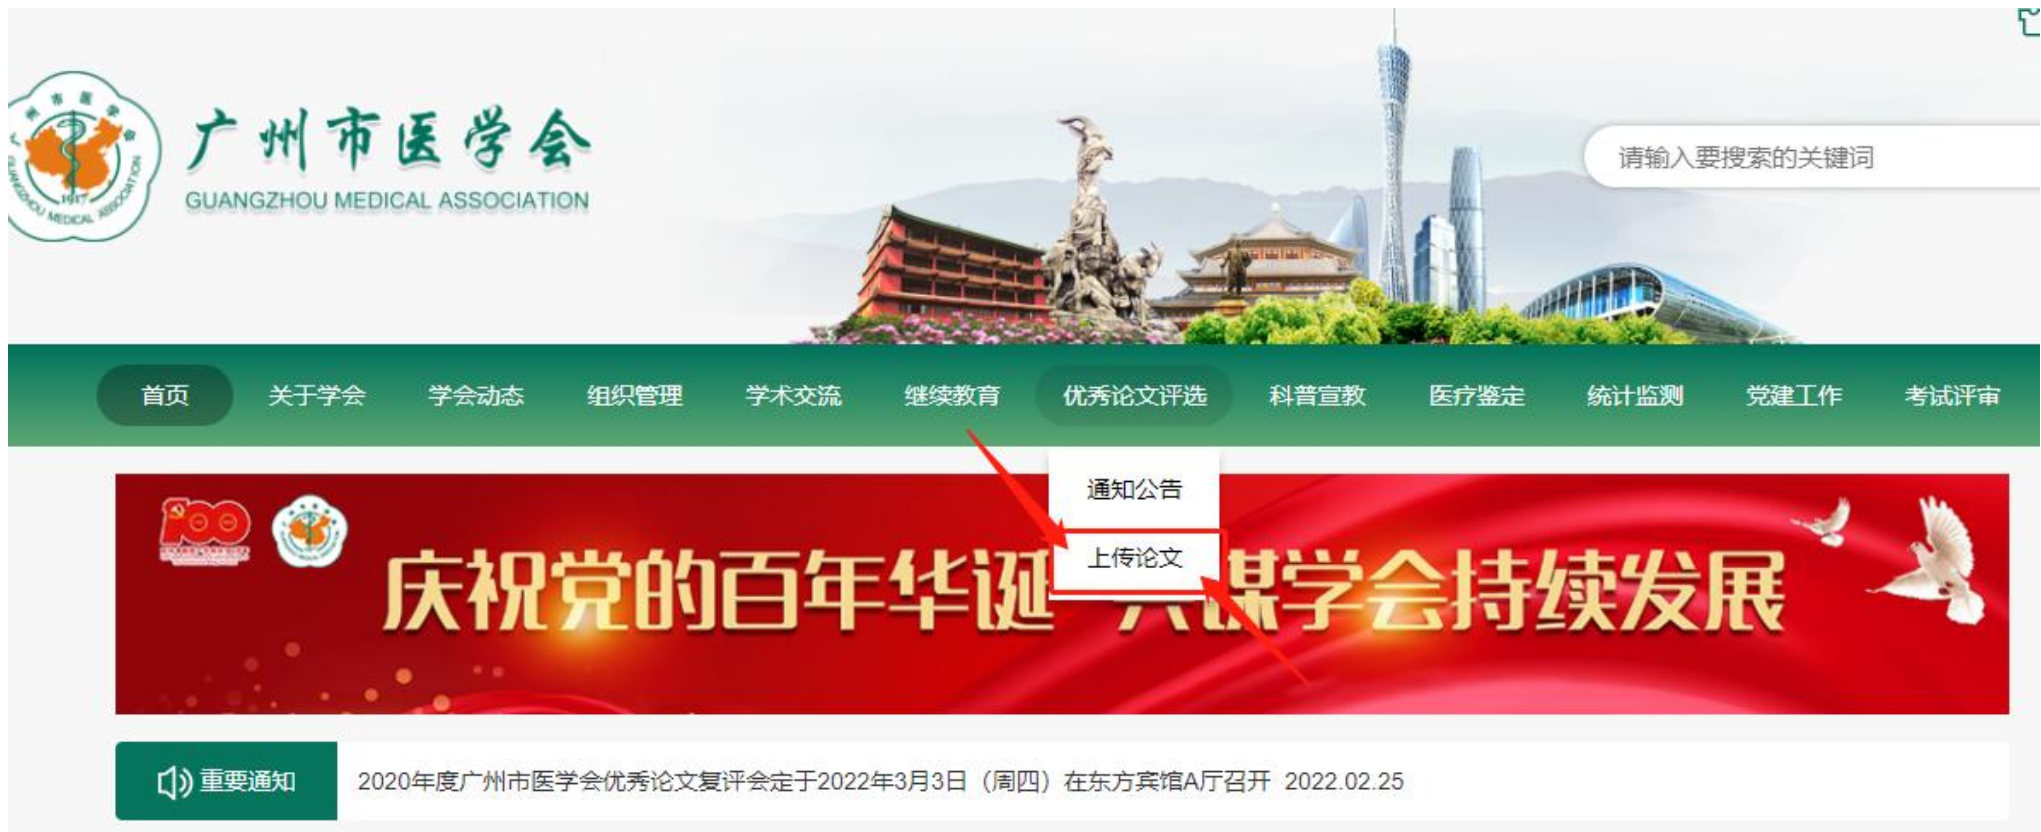 广州市医学会
GUANGZHOU MEDICAL ASSOCIATION
请输入要搜索的关键词
首页 关于学会 学会动态 组织管理 学术交流 继续教育 优秀论文评选 科普宣教 医疗鉴定 统计监测 党建工作 考试评审
通知公告
上传论文
庆祝党的百年华诞 共谋学会持续发展
重要通知 2020年度广州市医学会优秀论文复评会定于2022年3月3日（周四）在东方宾馆A厅召开 2022.02.25